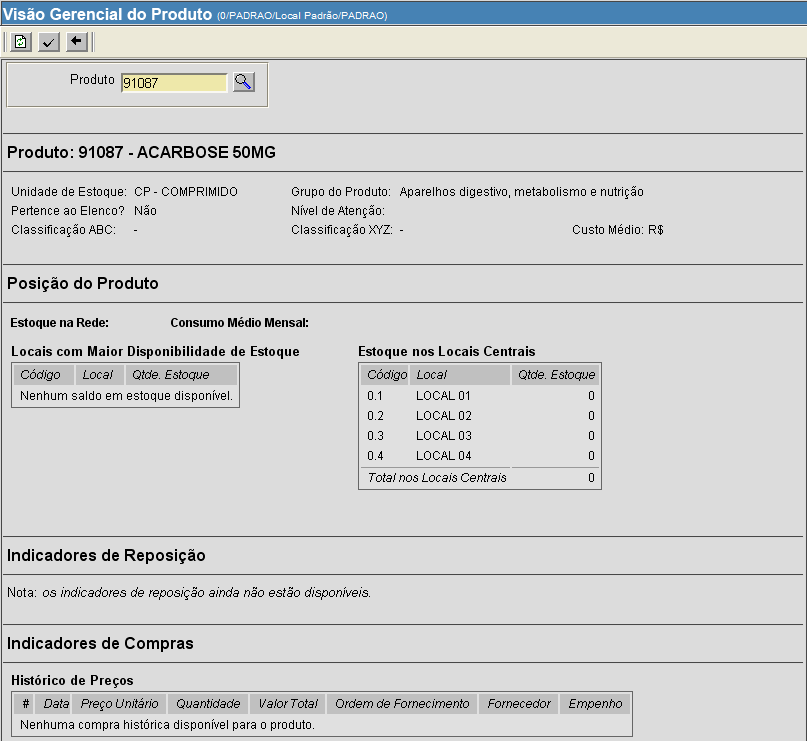 Visão Gerencial do Produto (0/PADRAO/Local Padrão/PADRAO)
Produto 91087
Produto: 91087 - ACARBOSE 50MG
Unidade de Estoque: CP - COMPRIMIDO Grupo do Produto: Aparelhos digestivo, metabolismo e nutrição
Pertence ao Elenco? Não Nível de Atenção:
Classificação ABC: - Classificação XYZ: - Custo Médio: R$
Posição do Produto
Estoque na Rede: Consumo Médio Mensal:
Locais com Maior Disponibilidade de Estoque
Código Local Qtde. Estoque
Nenhum saldo em estoque disponível.
Estoque nos Locais Centrais
Código Local Qtde. Estoque
0.1 LOCAL 01 0
0.2 LOCAL 02 0
0.3 LOCAL 03 0
0.4 LOCAL 04 0
Total nos Locais Centrais 0
Indicadores de Reposição
Nota: os indicadores de reposição ainda não estão disponíveis.
Indicadores de Compras
Histórico de Preços
# Data Preço Unitário Quantidade Valor Total Ordem de Fornecimento Fornecedor Empenho
Nenhuma compra histórica disponível para o produto.